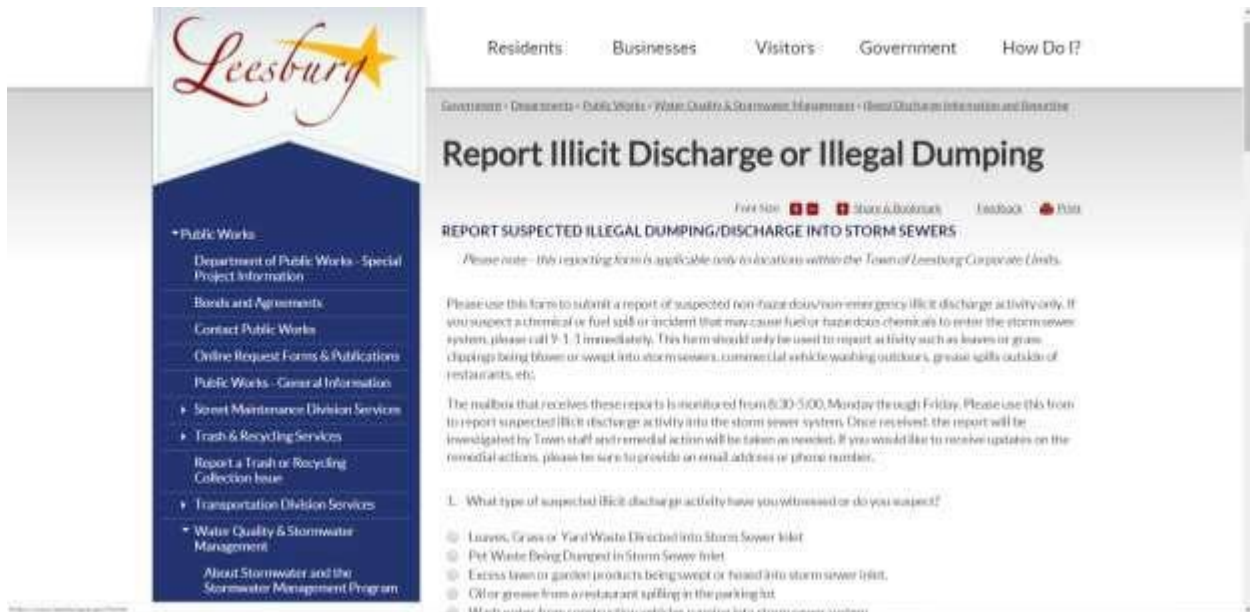 Leesburg
Residents Businesses Visitors Government How Do I?
Government › Departments › Public Works › Water Quality & Stormwater Management › Illegal Discharge Information and Reporting
Report Illicit Discharge or Illegal Dumping
Font Size: + - + Share & Bookmark Feedback Print
REPORT SUSPECTED ILLEGAL DUMPING/DISCHARGE INTO STORM SEWERS
Please note - this reporting form is applicable only to locations within the Town of Leesburg Corporate Limits.
Please use this form to submit a report of suspected non-hazardous/non-emergency illicit discharge activity only. If
you suspect a chemical or fuel spill or incident that may cause fuel or hazardous chemicals to enter the storm sewer
system, please call 9-1-1 immediately. This form should only be used to report activity such as leaves or grass
clippings being blown or swept into storm sewers, commercial vehicle washing outdoors, grease spills outside of
restaurants, etc.
The mailbox that receives these reports is monitored from 8:30-5:00, Monday through Friday. Please use this from
to report suspected illicit discharge activity into the storm sewer system. Once received, the report will be
investigated by Town staff and remedial action will be taken as needed. If you would like to receive updates on the
remedial actions, please be sure to provide an email address or phone number.
1. What type of suspected illicit discharge activity have you witnessed or do you suspect?
Leaves, Grass or Yard Waste Directed into Storm Sewer Inlet
Pet Waste Being Dumped in Storm Sewer Inlet
Excess lawn or garden products being swept or hosed into storm sewer inlet.
Oil or grease from a restaurant spilling in the parking lot
Public Works
Department of Public Works - Special
Project Information
Bonds and Agreements
Contact Public Works
Online Request Forms & Publications
Public Works - General Information
Street Maintenance Division Services
Trash & Recycling Services
Report a Trash or Recycling
Collection Issue
Transportation Division Services
Water Quality & Stormwater
Management
About Stormwater and the
Stormwater Management Program